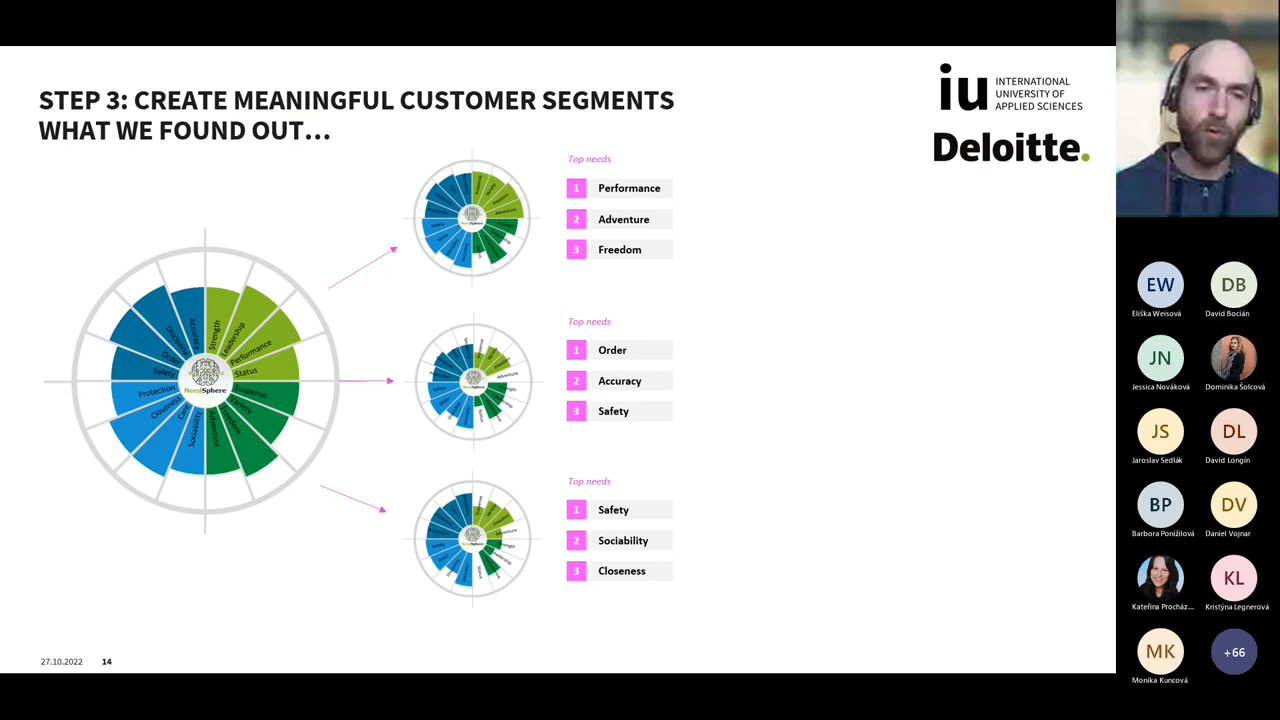 STEP 3: CREATE MEANINGFUL CUSTOMER SEGMENTS
WHAT WE FOUND OUT...
iu INTERNATIONAL
UNIVERSITY OF
APPLIED SCIENCES
Deloitte.
Accuracy
Discipline
Order
Safety
Protection
Closeness
Care
Sociability
Strength
Leadership
Performance
Status
Suspense
Variety
Freedom
Adventure
NeedSphere
Top needs
1 Performance
2 Adventure
3 Freedom
Top needs
1 Order
2 Accuracy
3 Safety
Top needs
1 Safety
2 Sociability
3 Closeness
27.10.2022 14
EW
Eliška Weisová
DB
David Bocián
JN
Jessica Nováková
Dominika Šolcová
JS
Jaroslav Sedlák
DL
David Longín
BP
Barbora Ponížilová
DV
Daniel Vojnar
Kateřina Procház...
KL
Kristýna Legnerová
MK
Monika Kuncová
+66